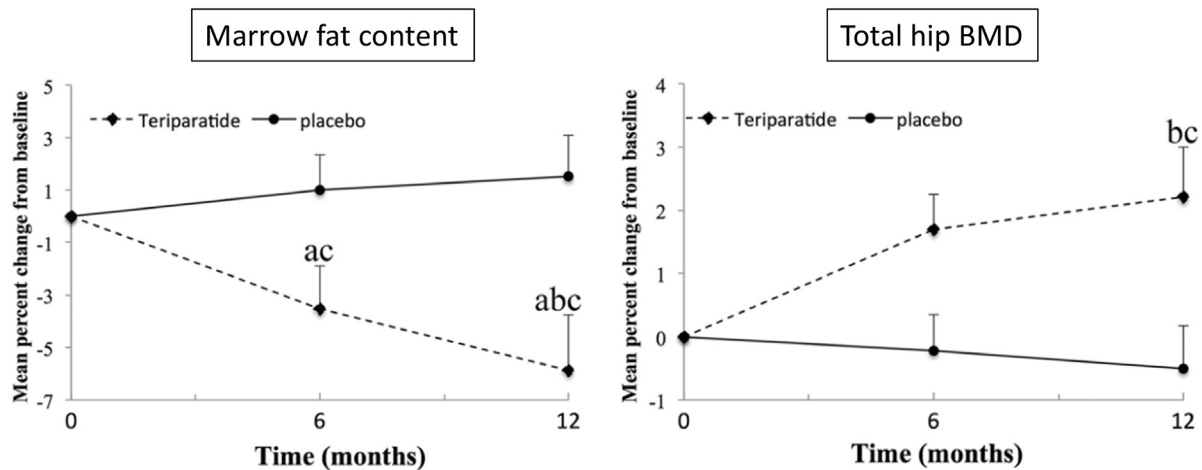 Marrow fat content
Mean percent change from baseline
5
3
1
-1
-3
-5
-7
Teriparatide
placebo
ac
abc
0
6
12
Time (months)
Total hip BMD
Mean percent change from baseline
4
3
2
1
0
-1
Teriparatide
placebo
bc
0
6
12
Time (months)